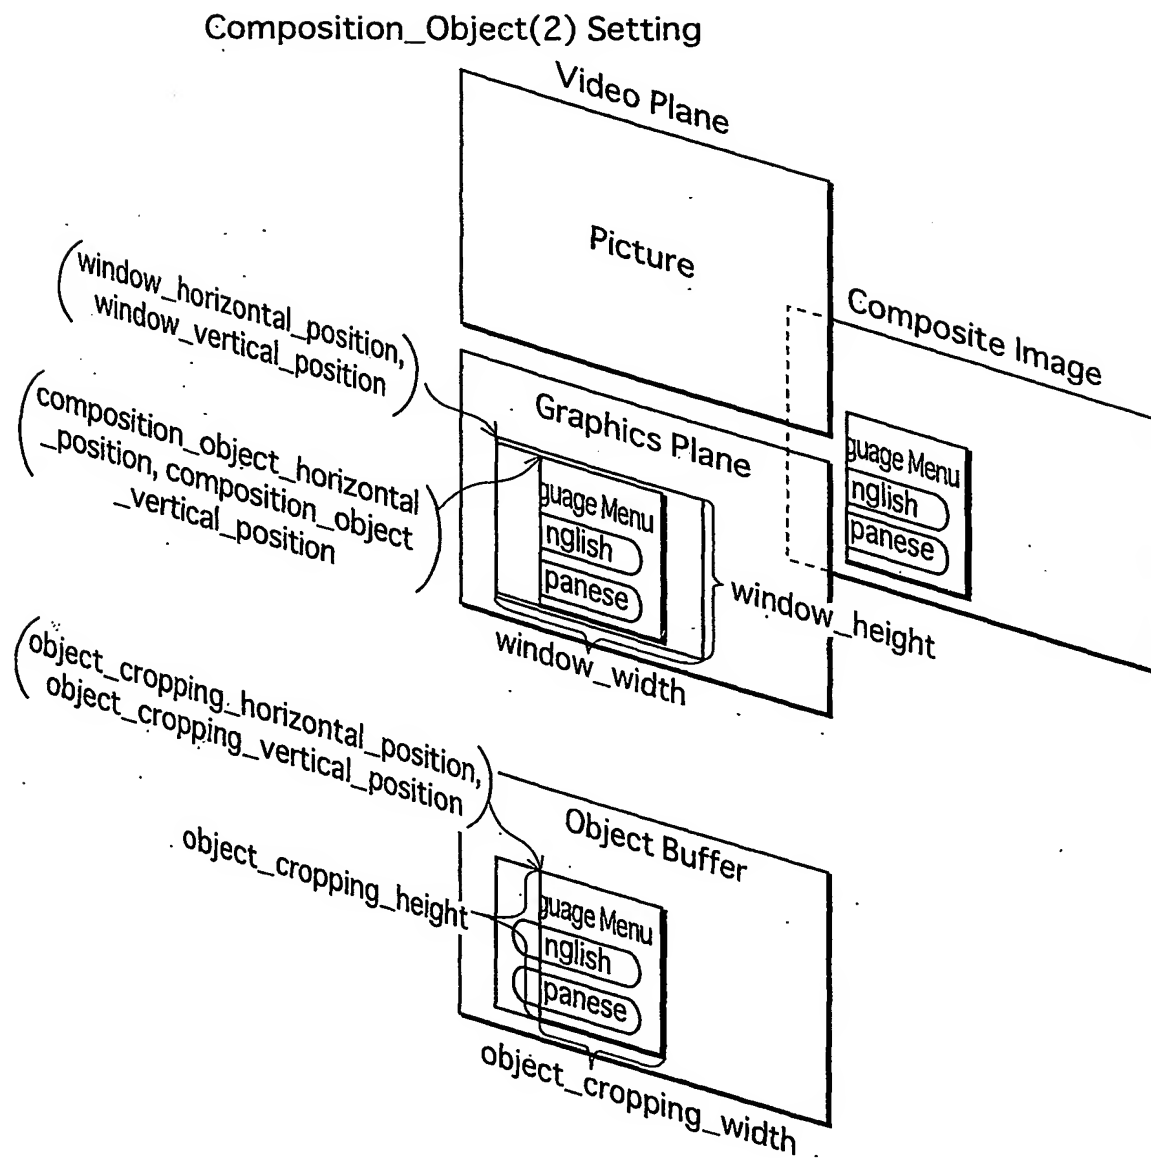 Composition_Object(2) Setting
Video Plane
Picture
window_horizontal_position,
window_vertical_position
Composite Image
guage Menu
nglish
panese
composition_object_horizontal
_position, composition_object
_vertical_position
Graphics Plane
guage Menu
nglish
panese
window_height
window_width
object_cropping_horizontal_position,
object_cropping_vertical_position
Object Buffer
object_cropping_height
guage Menu
nglish
panese
object_cropping_width